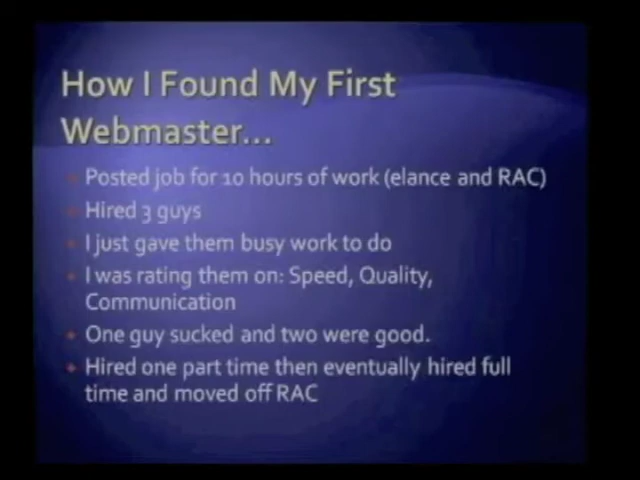 How I Found My First
Webmaster...
Posted job for 10 hours of work (elance and RAC)
Hired 3 guys
I just gave them busy work to do
I was rating them on: Speed, Quality,
Communication
One guy sucked and two were good.
Hired one part time then eventually hired full
time and moved off RAC